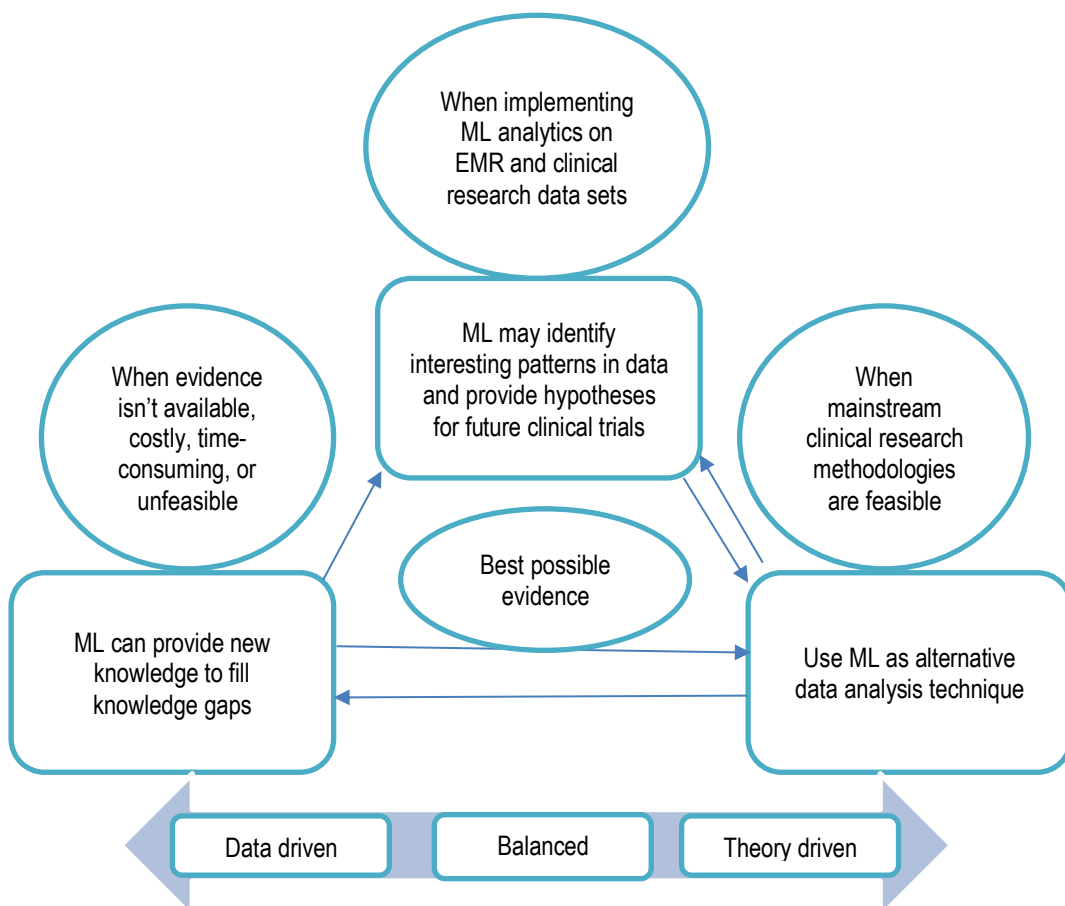 When implementing
ML analytics on
EMR and clinical
research data sets
ML may identify
interesting patterns in data
and provide hypotheses
for future clinical trials
When evidence
isn't available,
costly, time-
consuming, or
unfeasible
When
mainstream
clinical research
methodologies
are feasible
Best possible
evidence
ML can provide new
knowledge to fill
knowledge gaps
Use ML as alternative
data analysis technique
Data driven
Balanced
Theory driven